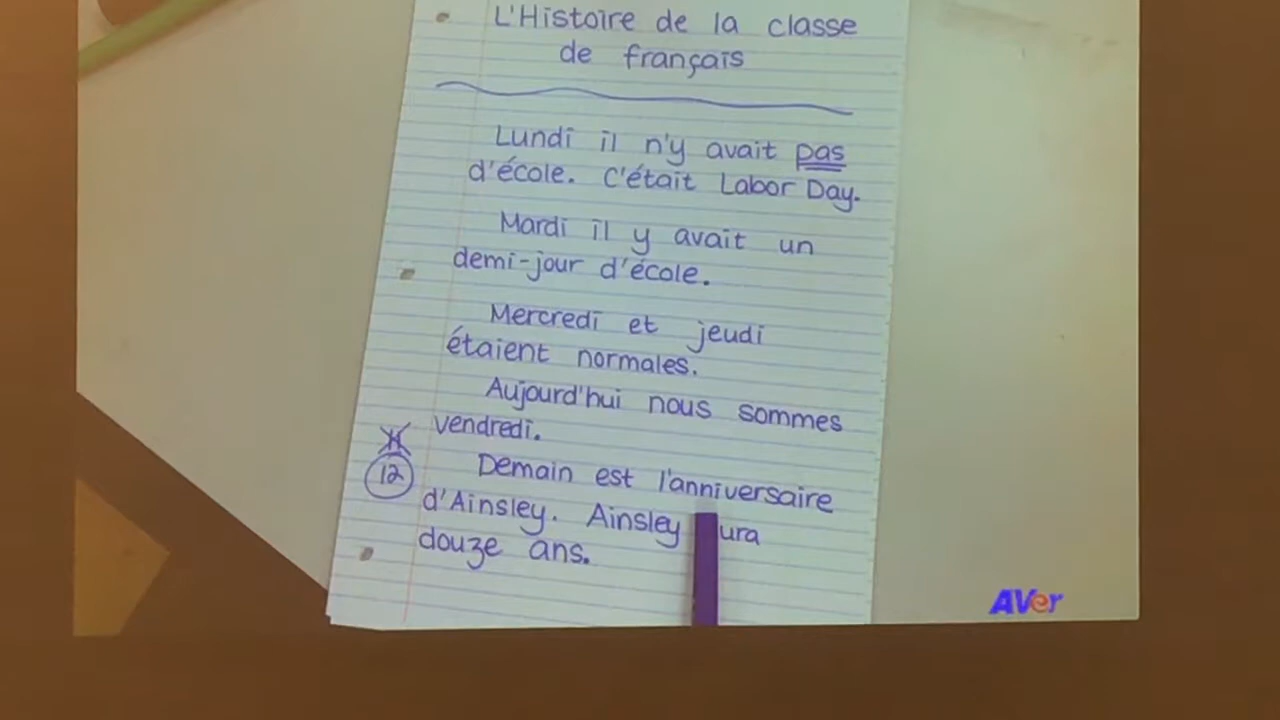 L'Histoire de la classe
de français
Lundi il n'y avait pas
d'école. C'était Labor Day.
Mardi il y avait un
demi-jour d'école.
Mercredi et jeudi
étaient normales.
Aujourd'hui nous sommes
vendredi.
12
Demain est l'anniversaire
d'Ainsley. Ainsley ura
douze ans.
AVer